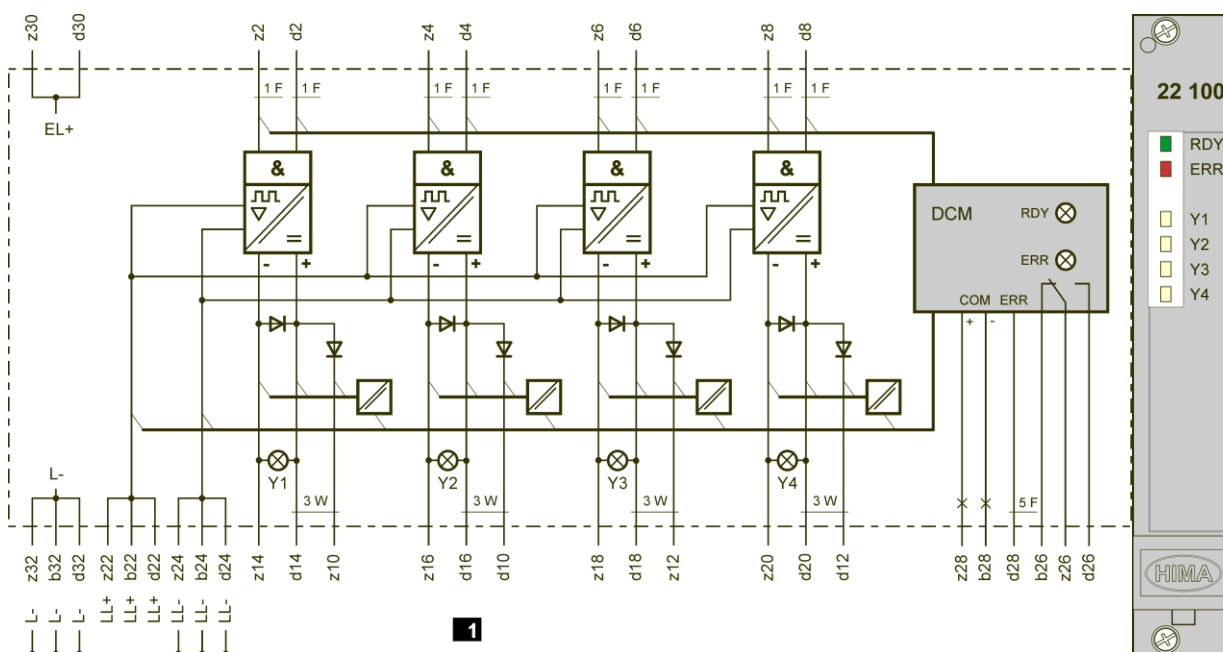 z30 d30 z2 d2 z4 d4 z6 d6 z8 d8
1 F 1 F 1 F 1 F 1 F 1 F 1 F 1 F
EL+
22 100
& & & &
RDY
ERR
DCM RDY
ERR
Y1
Y2
Y3
Y4
- + - + - + - +
COM ERR
+ -
L-
Y1 Y2 Y3 Y4
3 W 3 W 3 W 3 W 5 F
z32 b32 d32 z22 b22 d22 z24 b24 d24 z14 d14 z10 z16 d16 d10 z18 d18 z12 z20 d20 d12 z28 b28 d28 b26 z26 d26
HIMA
L- L- L- LL+ LL+ LL+ LL- LL- LL-
1